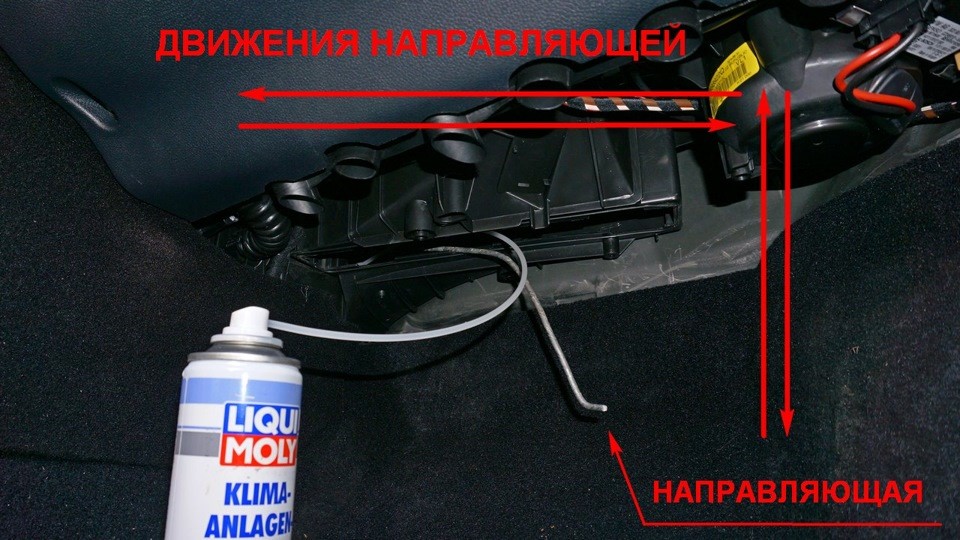 ДВИЖЕНИЯ НАПРАВЛЯЮЩЕЙ
LIQUI
MOLY
KLIMA-
ANLAGEN-
НАПРАВЛЯЮЩАЯ